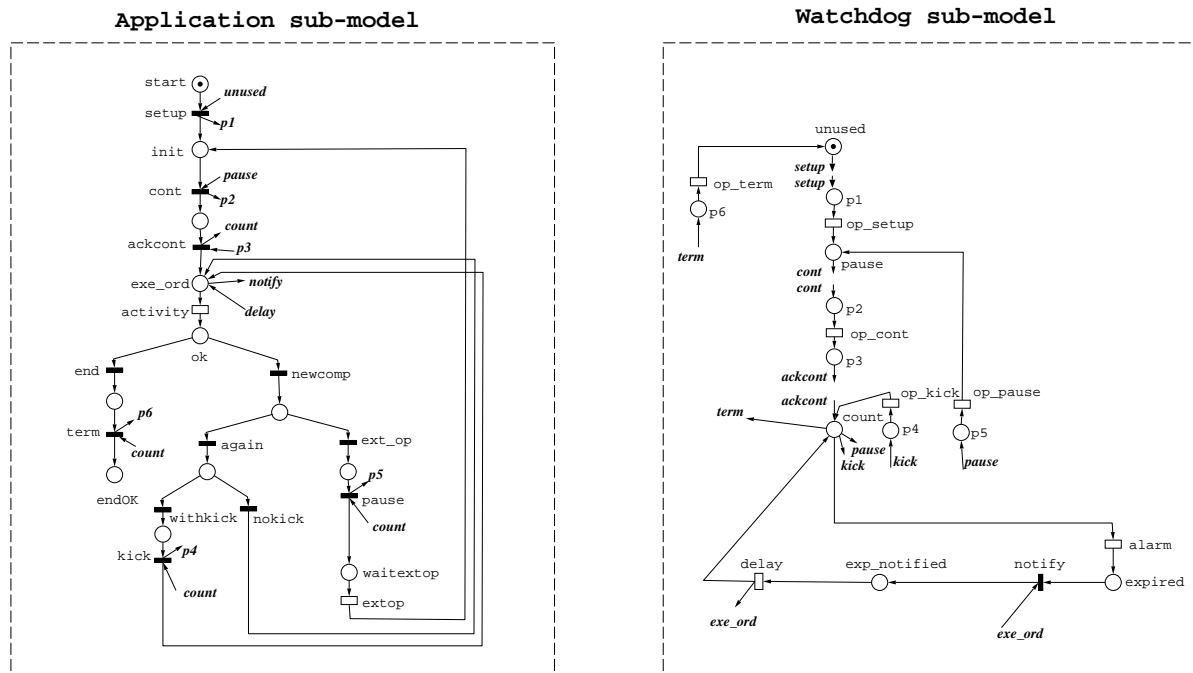 Application sub-model
start
unused
setup
p1
init
pause
cont
p2
count
ackcont
p3
exe_ord
notify
activity
delay
ok
end
newcomp
p6
term
count
again
ext_op
endOK
p5
pause
withkick
nokick
count
kick
p4
count
waitextop
extop
Watchdog sub-model
unused
setup
op_term
setup
p1
p6
op_setup
term
pause
cont
cont
p2
op_cont
p3
ackcont
op_kick
op_pause
ackcont
term
count
p4
p5
pause
kick
kick
pause
alarm
delay
exp_notified
notify
expired
exe_ord
exe_ord